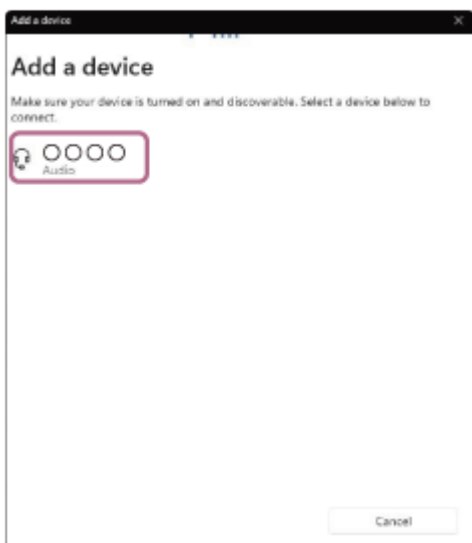 Add a device
Add a device
Make sure your device is turned on and discoverable. Select a device below to
connect.
○○○○
Audio
Cancel